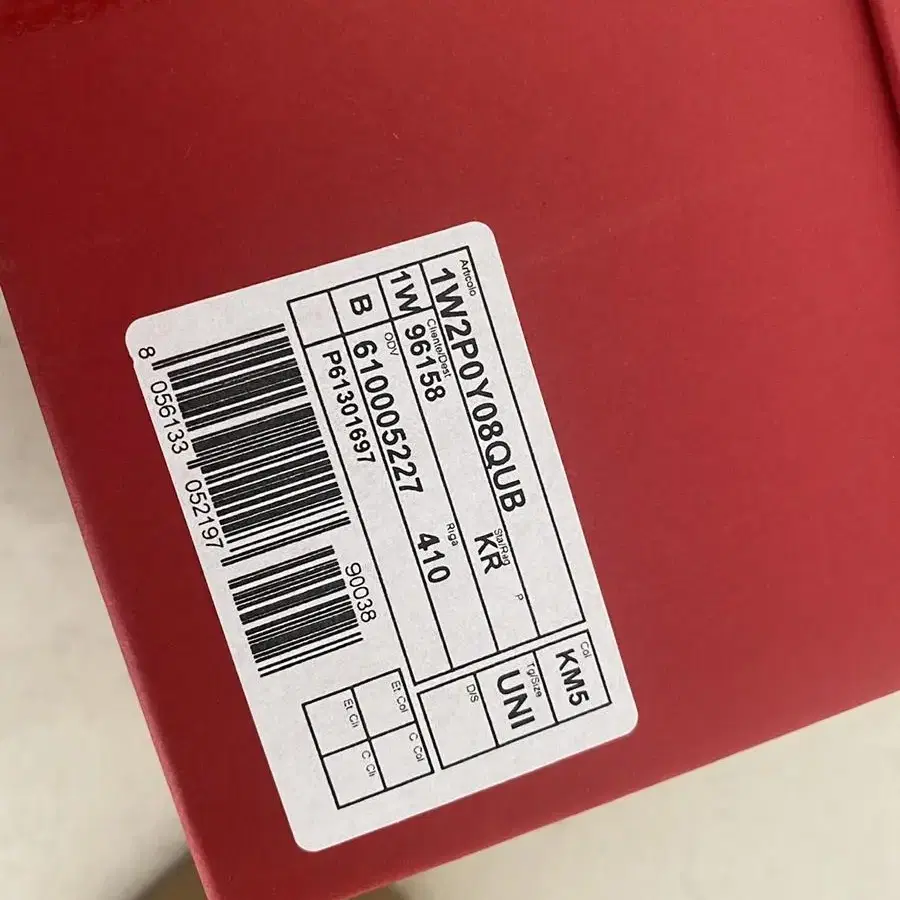 Articolo
1W2P0Y08QUB
Col
KM5
1W
Cliente/Dest
96158
Sta/Rag
KR
P
Tg/Size
UNI
B
ODV
610005227
Riga
410
D/S
P61301697
Et. Col
C. Col
Et. Cli
C. Cli
8 056133 052197
90038